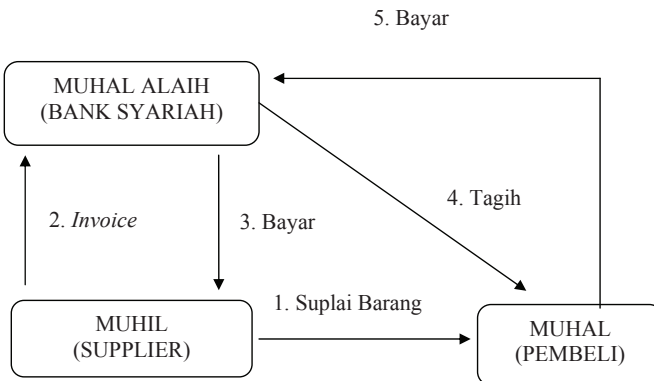 5. Bayar
MUHAL ALAIH
(BANK SYARIAH)
2. Invoice
3. Bayar
4. Tagih
1. Suplai Barang
MUHIL
(SUPPLIER)
MUHAL
(PEMBELI)